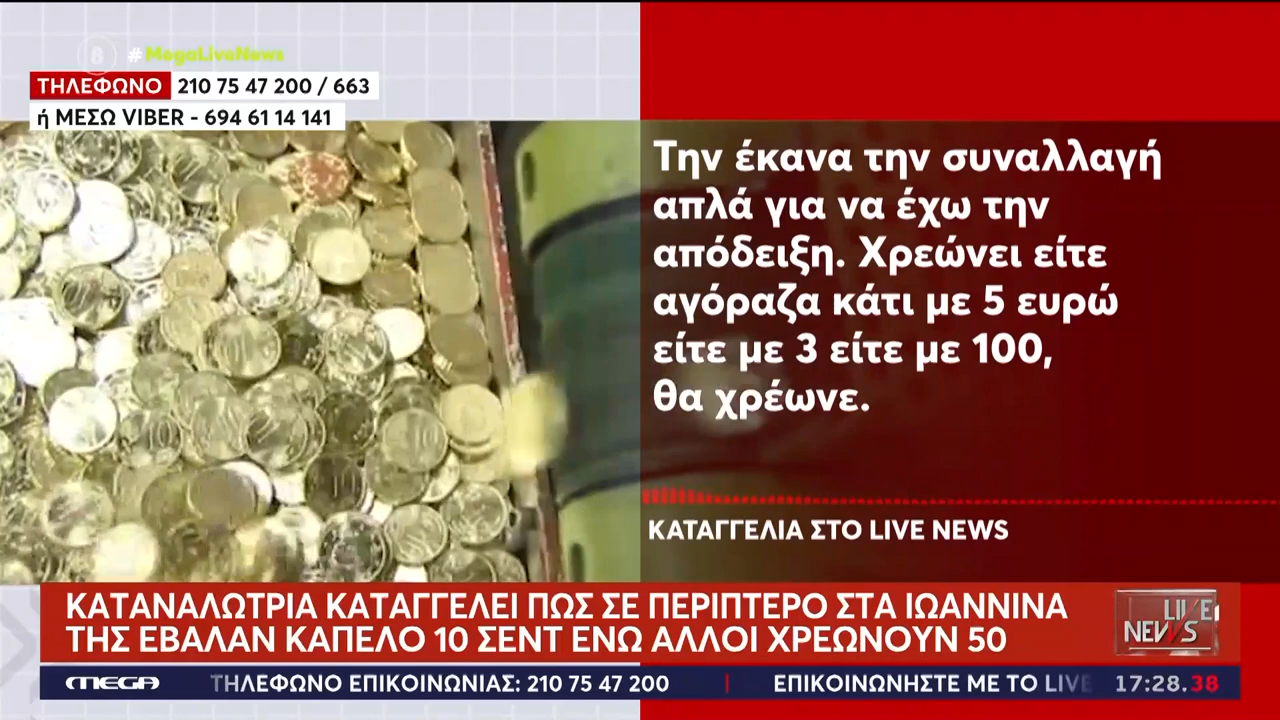 8
#MegaLiveNews
ΤΗΛΕΦΩΝΟ 210 75 47 200 / 663
ή ΜΕΣΩ VIBER - 694 61 14 141
Την έκανα την συναλλαγή
απλά για να έχω την
απόδειξη. Χρεώνει είτε
αγόραζα κάτι με 5 ευρώ
είτε με 3 είτε με 100,
θα χρέωνε.
ΚΑΤΑΓΓΕΛΙΑ ΣΤΟ LIVE NEWS
ΚΑΤΑΝΑΛΩΤΡΙΑ ΚΑΤΑΓΓΕΛΕΙ ΠΩΣ ΣΕ ΠΕΡΙΠΤΕΡΟ ΣΤΑ ΙΩΑΝΝΙΝΑ
ΤΗΣ ΕΒΑΛΑΝ ΚΑΠΕΛΟ 10 ΣΕΝΤ ΕΝΩ ΑΛΛΟΙ ΧΡΕΩΝΟΥΝ 50
LIVE
NEWS
MEGA ΤΗΛΕΦΩΝΟ ΕΠΙΚΟΙΝΩΝΙΑΣ: 210 75 47 200 | ΕΠΙΚΟΙΝΩΝΗΣΤΕ ΜΕ ΤΟ LIVE 17:28.38